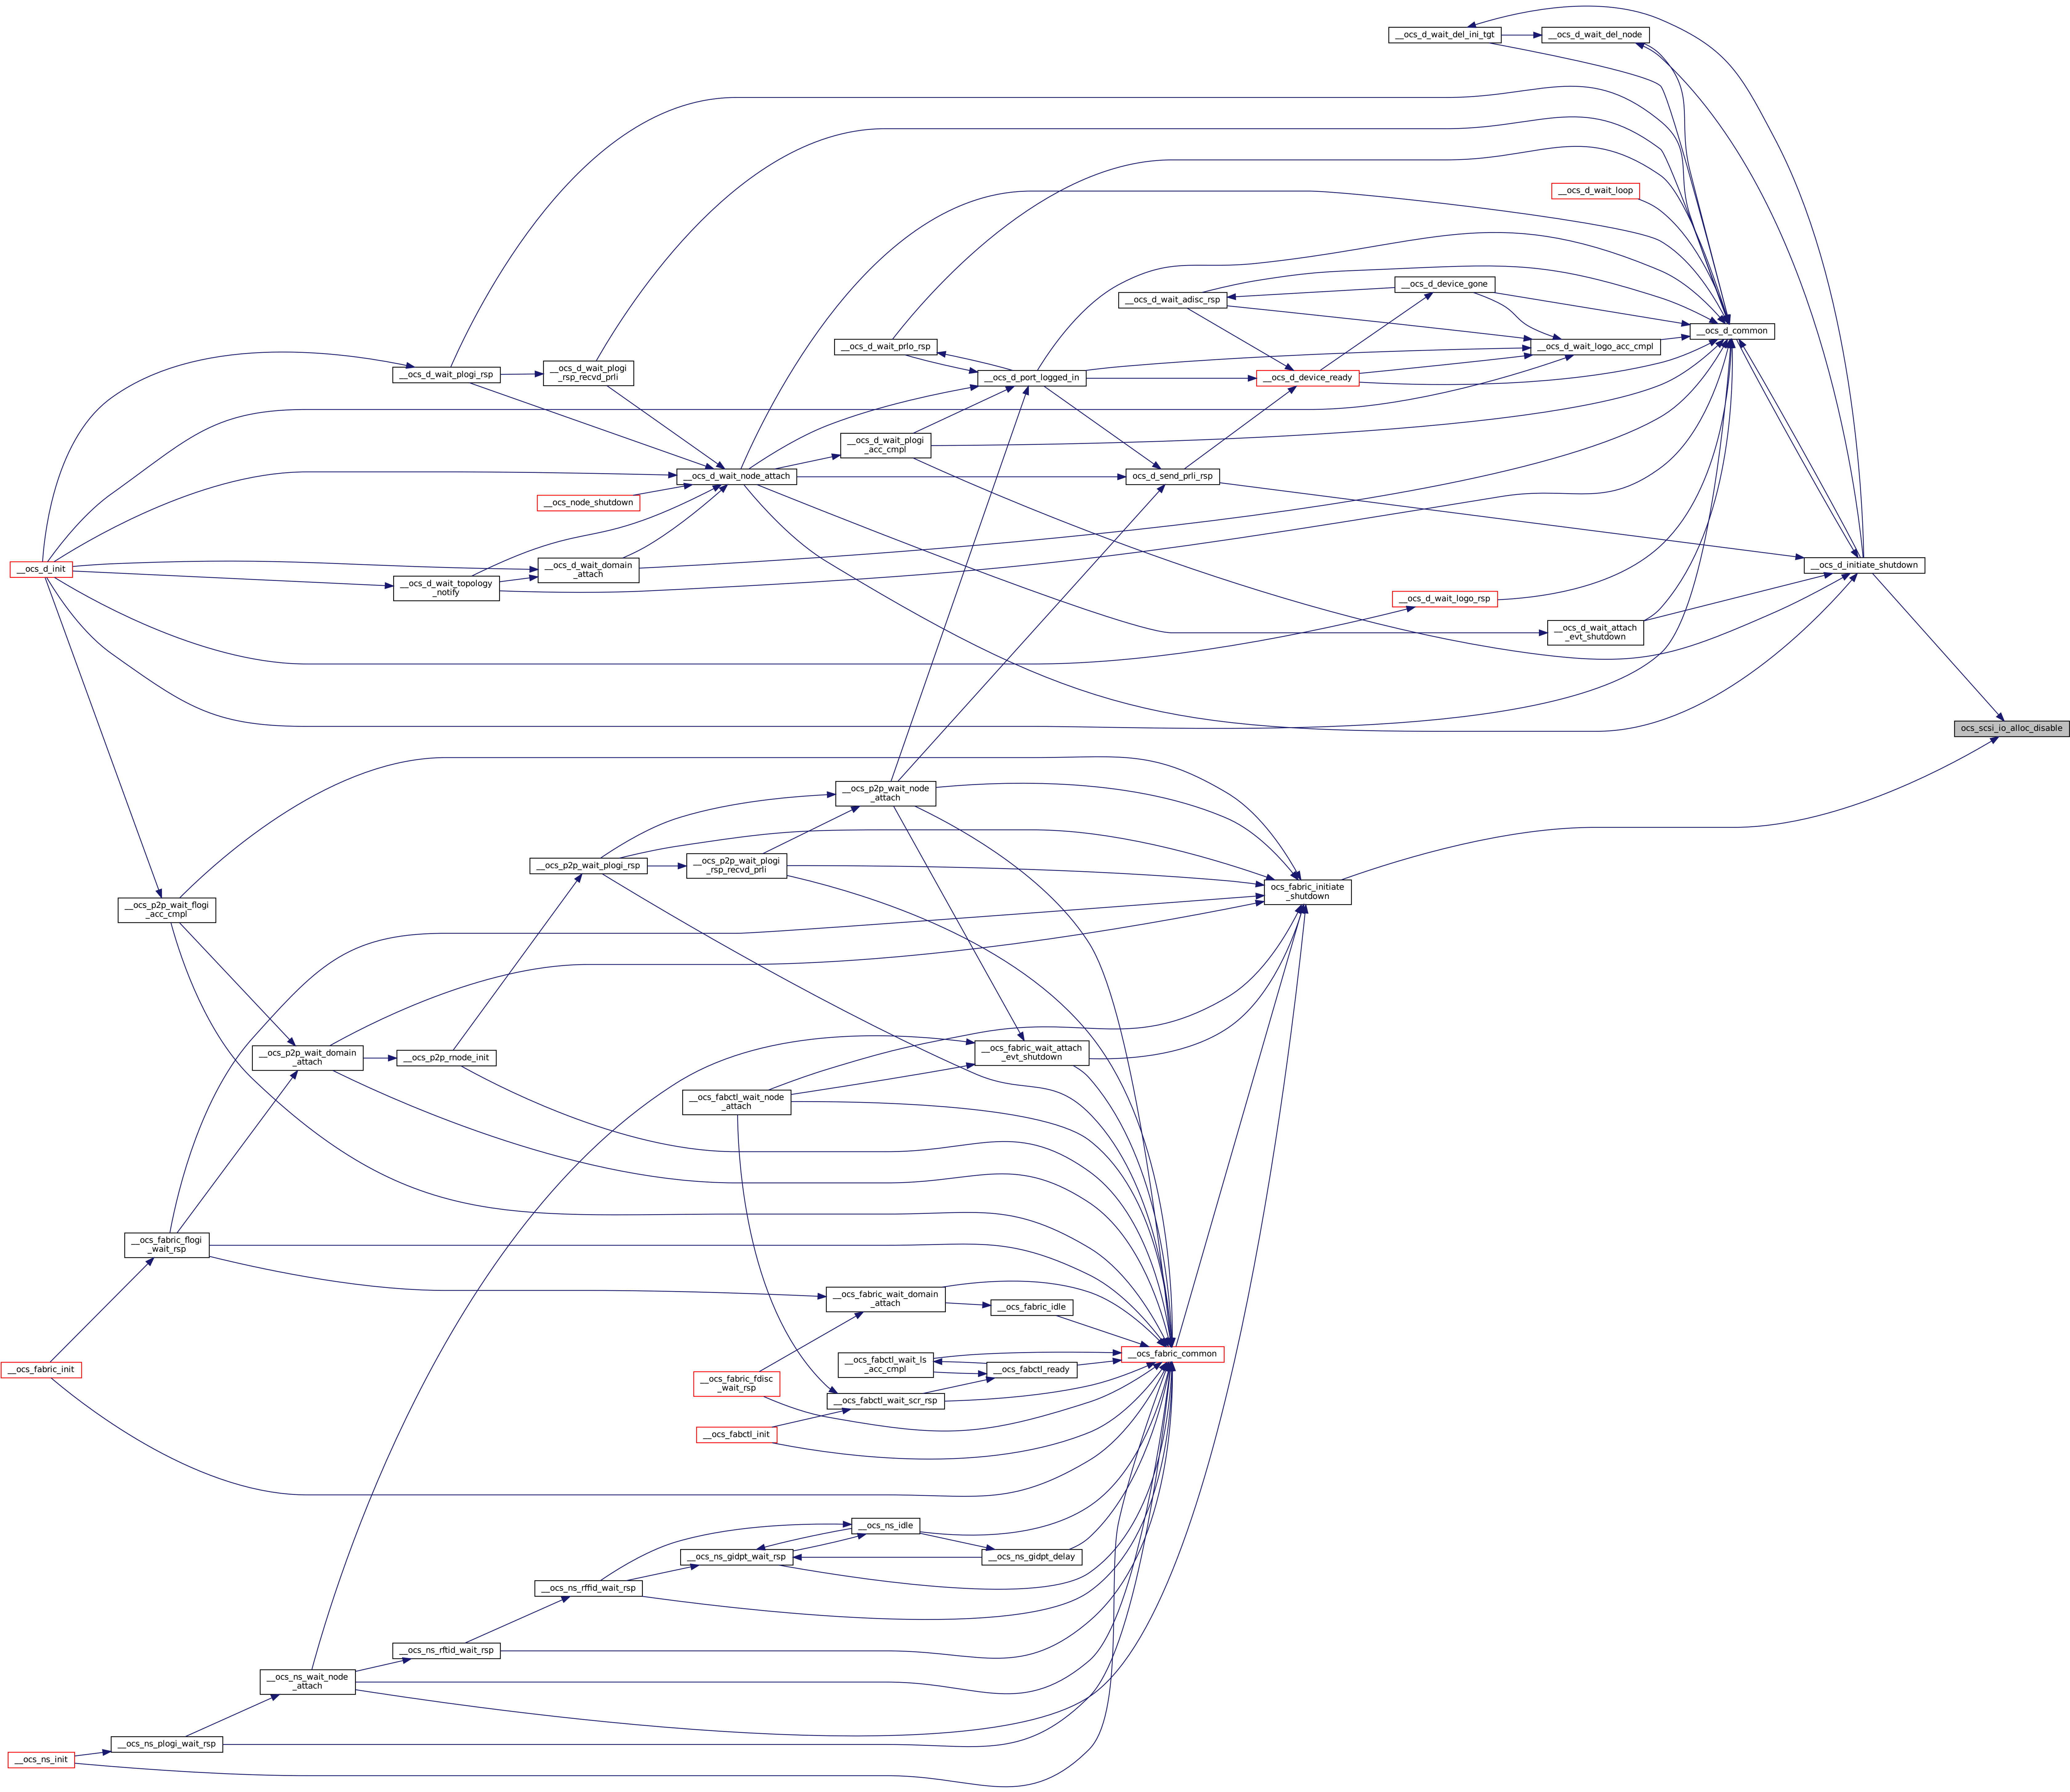 __ocs_d_wait_del_ini_tgt
__ocs_d_wait_del_node
__ocs_d_wait_loop
__ocs_d_device_gone
__ocs_d_wait_adisc_rsp
__ocs_d_common
__ocs_d_wait_prlo_rsp
__ocs_d_wait_logo_acc_cmpl
__ocs_d_wait_plogi_rsp
__ocs_d_wait_plogi
_rsp_recvd_prli
__ocs_d_port_logged_in
__ocs_d_device_ready
__ocs_d_wait_plogi
_acc_cmpl
__ocs_d_wait_node_attach
ocs_d_send_prli_rsp
__ocs_node_shutdown
__ocs_d_init
__ocs_d_wait_domain
_attach
__ocs_d_initiate_shutdown
__ocs_d_wait_topology
_notify
__ocs_d_wait_logo_rsp
__ocs_d_wait_attach
_evt_shutdown
ocs_scsi_io_alloc_disable
__ocs_p2p_wait_node
_attach
__ocs_p2p_wait_plogi_rsp
__ocs_p2p_wait_plogi
_rsp_recvd_prli
ocs_fabric_initiate
_shutdown
__ocs_p2p_wait_flogi
_acc_cmpl
__ocs_p2p_wait_domain
_attach
__ocs_p2p_rnode_init
__ocs_fabric_wait_attach
_evt_shutdown
__ocs_fabctl_wait_node
_attach
__ocs_fabric_flogi
_wait_rsp
__ocs_fabric_wait_domain
_attach
__ocs_fabric_idle
__ocs_fabric_common
__ocs_fabric_init
__ocs_fabctl_wait_ls
_acc_cmpl
__ocs_fabctl_ready
__ocs_fabric_fdisc
_wait_rsp
__ocs_fabctl_wait_scr_rsp
__ocs_fabctl_init
__ocs_ns_idle
__ocs_ns_gidpt_wait_rsp
__ocs_ns_gidpt_delay
__ocs_ns_rffid_wait_rsp
__ocs_ns_rftid_wait_rsp
__ocs_ns_wait_node
_attach
__ocs_ns_plogi_wait_rsp
__ocs_ns_init